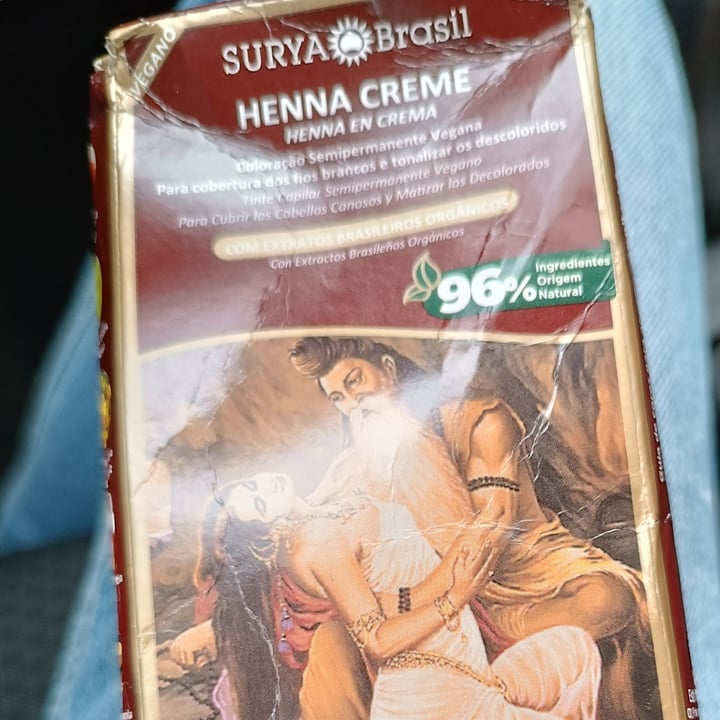 VEGANO
SURYA Brasil
HENNA CREME
HENNA EN CREMA
Coloração Semipermanente Vegana
Para cobertura dos fios brancos e tonalizar os descoloridos
Tinte Capilar Semipermanente Vegano
Para Cubrir los Cabellos Canosos y Matizar los Decolorados
COM EXTRATOS BRASILEIROS ORGÂNICOS
Con Extractos Brasileños Orgánicos
96% Ingredientes
Origem
Natural